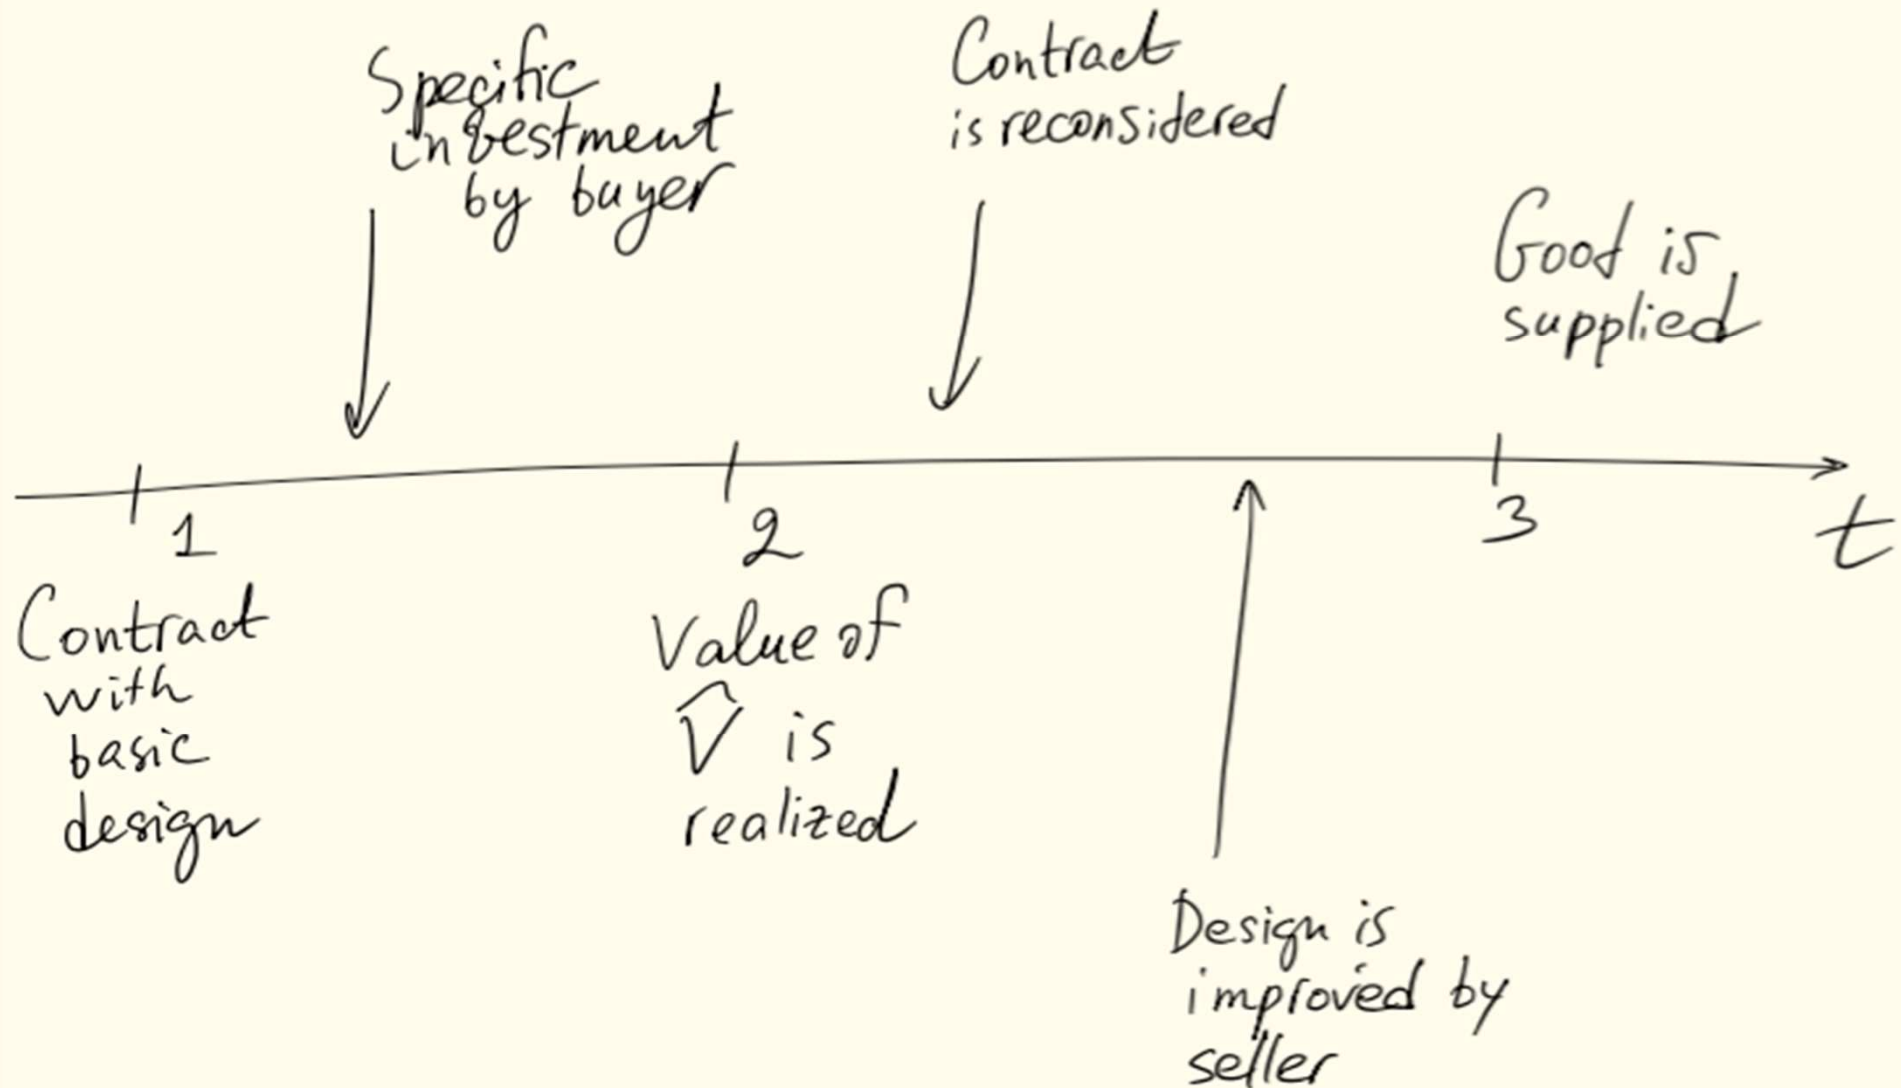 Specific
investment
by buyer
Contract
is reconsidered
Good is
supplied
1
2
3
t
Contract
with
basic
design
Value of
V̂ is
realized
Design is
improved by
seller